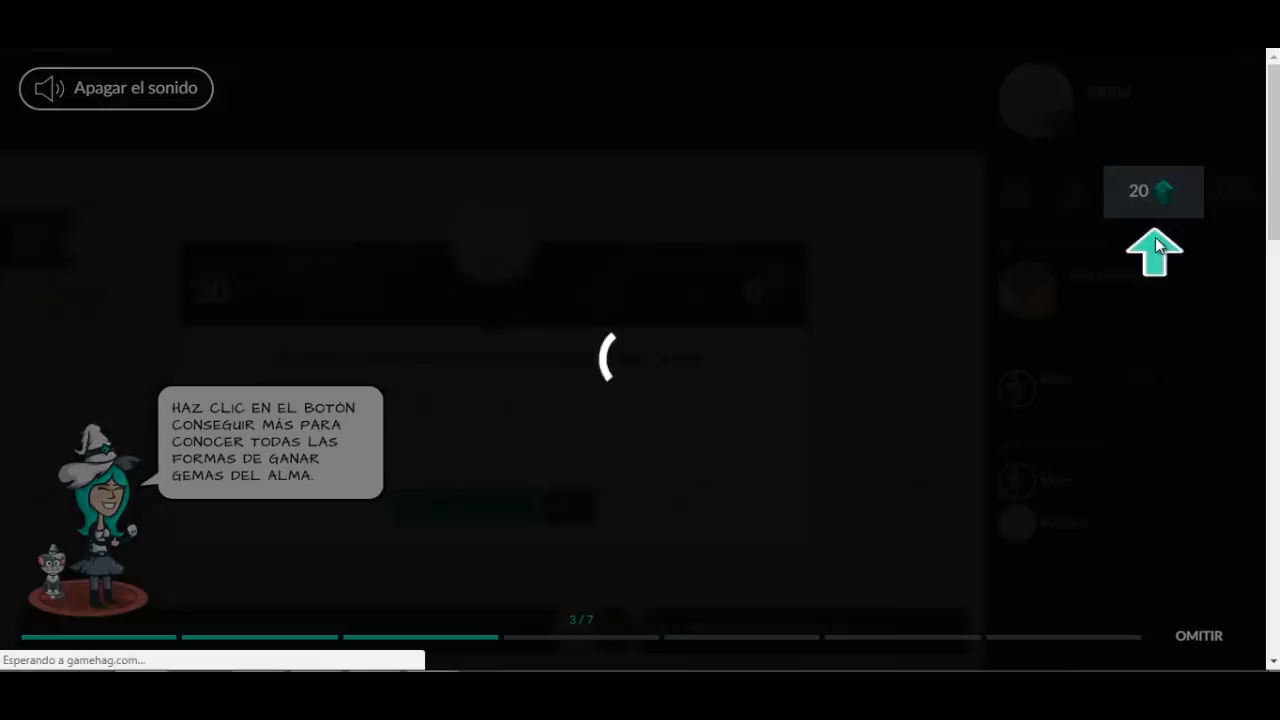 Apagar el sonido
20
HAZ CLIC EN EL BOTÓN
CONSEGUIR MÁS PARA
CONOCER TODAS LAS
FORMAS DE GANAR
GEMAS DEL ALMA.
3 / 7
OMITIR
Esperando a gamehag.com...